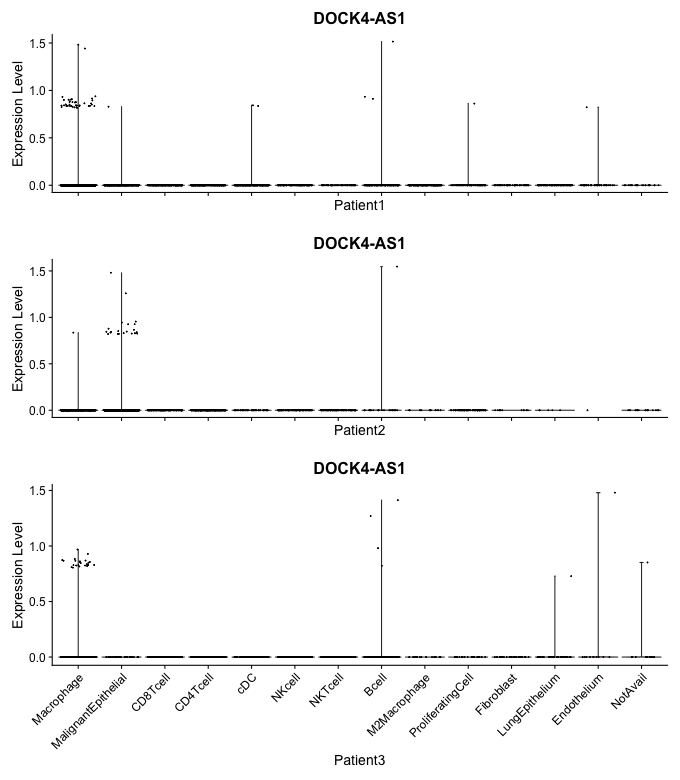 DOCK4-AS1
Expression Level
1.5
1.0
0.5
0.0
Patient1
DOCK4-AS1
Expression Level
1.5
1.0
0.5
0.0
Patient2
DOCK4-AS1
Expression Level
1.5
1.0
0.5
0.0
Macrophage
MalignantEpithelial
CD8Tcell
CD4Tcell
cDC
NKcell
NKTcell
Bcell
M2Macrophage
ProliferatingCell
Fibroblast
LungEpithelium
Endothelium
NotAvail
Patient3